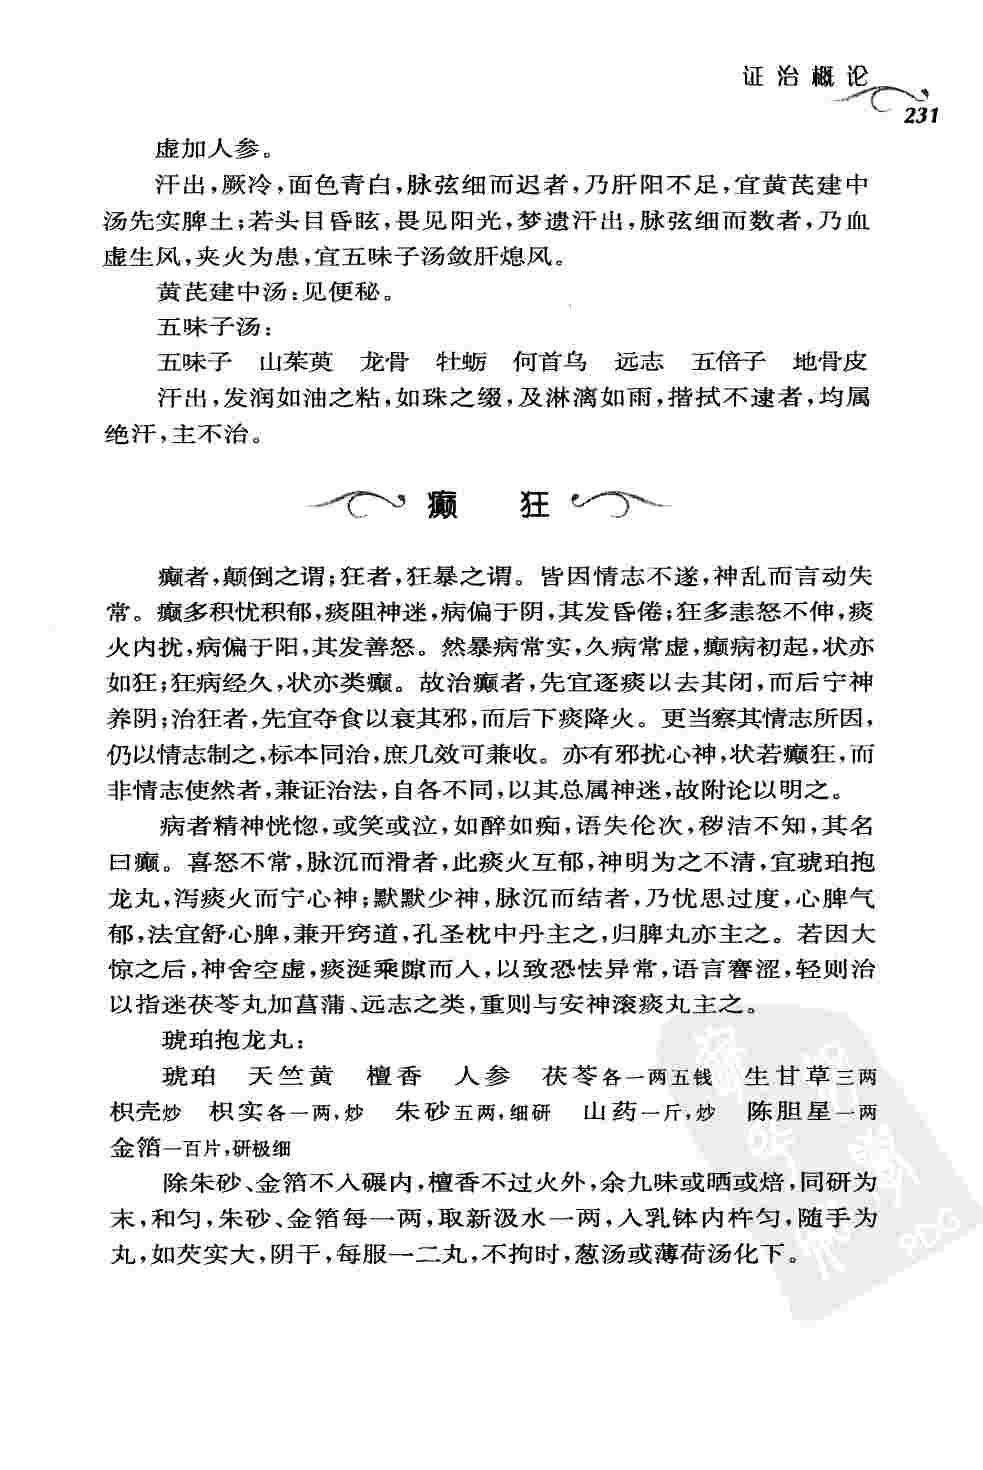 证治概论
231
虚加人参。
汗出，厥冷，面色青白，脉弦细而迟者，乃肝阳不足，宜黄芪建中
汤先实脾土；若头目昏眩，畏见阳光，梦遗汗出，脉弦细而数者，乃血
虚生风，夹火为患，宜五味子汤敛肝熄风。
黄芪建中汤：见便秘。
五味子汤：
五味子　山茱萸　龙骨　牡蛎　何首乌　远志　五倍子　地骨皮
汗出，发润如油之粘，如珠之缀，及淋漓如雨，揩拭不逮者，均属
绝汗，主不治。
癫　狂
癫者，颠倒之谓；狂者，狂暴之谓。皆因情志不遂，神乱而言动失
常。癫多积忧积郁，痰阻神迷，病偏于阴，其发昏倦；狂多恚怒不伸，痰
火内扰，病偏于阳，其发善怒。然暴病常实，久病常虚，癫病初起，状亦
如狂；狂病经久，状亦类癫。故治癫者，先宜逐痰以去其闭，而后宁神
养阴；治狂者，先宜夺食以衰其邪，而后下痰降火。更当察其情志所因，
仍以情志制之，标本同治，庶几效可兼收。亦有邪扰心神，状若癫狂，而
非情志使然者，兼证治法，自各不同，以其总属神迷，故附论以明之。
病者精神恍惚，或笑或泣，如醉如痴，语失伦次，秽洁不知，其名
曰癫。喜怒不常，脉沉而滑者，此痰火互郁，神明为之不清，宜琥珀抱
龙丸，泻痰火而宁心神；默默少神，脉沉而结者，乃忧思过度，心脾气
郁，法宜舒心脾，兼开窍道，孔圣枕中丹主之，归脾丸亦主之。若因大
惊之后，神舍空虚，痰涎乘隙而入，以致恐怯异常，语言謇涩，轻则治
以指迷茯苓丸加菖蒲、远志之类，重则与安神滚痰丸主之。
琥珀抱龙丸：
琥珀　天竺黄　檀香　人参　茯苓各一两五钱　生甘草三两
枳壳炒　枳实各一两，炒　朱砂五两，细研　山药一斤，炒　陈胆星一两
金箔一百片，研极细
除朱砂、金箔不入碾内，檀香不过火外，余九味或晒或焙，同研为
末，和匀，朱砂、金箔每一两，取新汲水一两，入乳钵内杵匀，随手为
丸，如芡实大，阴干，每服一二丸，不拘时，葱汤或薄荷汤化下。
PDG